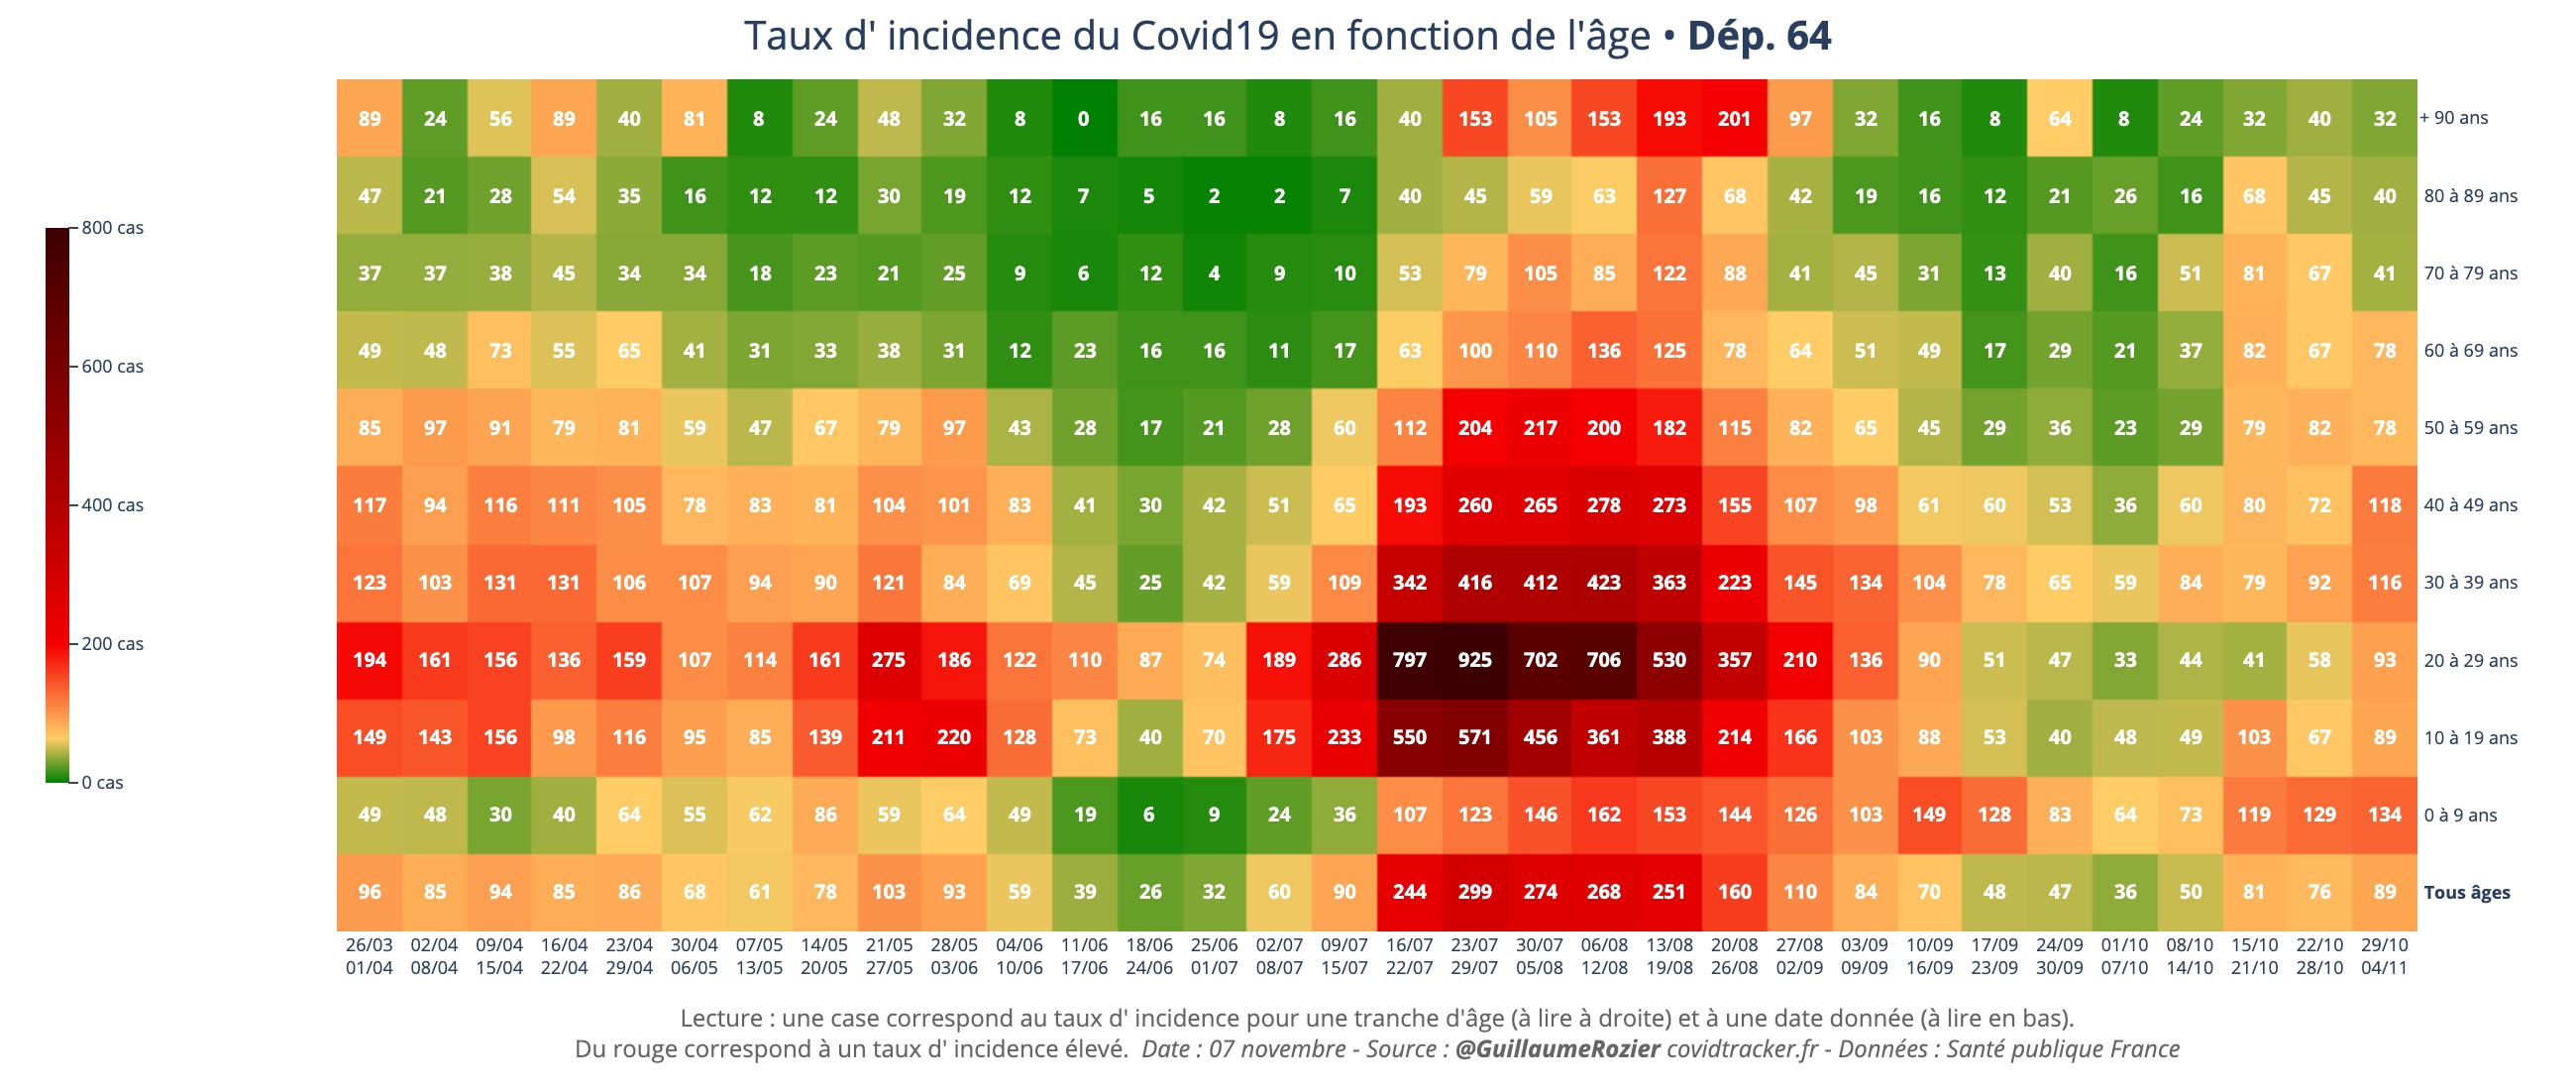 Taux d' incidence du Covid19 en fonction de l'âge • Dép. 64
89 24 56 89 40 81 8 24 48 32 8 0 16 16 8 16 40 153 105 153 193 201 97 32 16 8 64 8 24 32 40 32 + 90 ans
47 21 28 54 35 16 12 12 30 19 12 7 5 2 2 7 40 45 59 63 127 68 42 19 16 12 21 26 16 68 45 40 80 à 89 ans
800 cas
37 37 38 45 34 34 18 23 21 25 9 6 12 4 9 10 53 79 105 85 122 88 41 45 31 13 40 16 51 81 67 41 70 à 79 ans
49 48 73 55 65 41 31 33 38 31 12 23 16 16 11 17 63 100 110 136 125 78 64 51 49 17 29 21 37 82 67 78 60 à 69 ans
600 cas
85 97 91 79 81 59 47 67 79 97 43 28 17 21 28 60 112 204 217 200 182 115 82 65 45 29 36 23 29 79 82 78 50 à 59 ans
400 cas
117 94 116 111 105 78 83 81 104 101 83 41 30 42 51 65 193 260 265 278 273 155 107 98 61 60 53 36 60 80 72 118 40 à 49 ans
123 103 131 131 106 107 94 90 121 84 69 45 25 42 59 109 342 416 412 423 363 223 145 134 104 78 65 59 84 79 92 116 30 à 39 ans
200 cas
194 161 156 136 159 107 114 161 275 186 122 110 87 74 189 286 797 925 702 706 530 357 210 136 90 51 47 33 44 41 58 93 20 à 29 ans
149 143 156 98 116 95 85 139 211 220 128 73 40 70 175 233 550 571 456 361 388 214 166 103 88 53 40 48 49 103 67 89 10 à 19 ans
0 cas
49 48 30 40 64 55 62 86 59 64 49 19 6 9 24 36 107 123 146 162 153 144 126 103 149 128 83 64 73 119 129 134 0 à 9 ans
96 85 94 85 86 68 61 78 103 93 59 39 26 32 60 90 244 299 274 268 251 160 110 84 70 48 47 36 50 81 76 89 Tous âges
26/03 02/04 09/04 16/04 23/04 30/04 07/05 14/05 21/05 28/05 04/06 11/06 18/06 25/06 02/07 09/07 16/07 23/07 30/07 06/08 13/08 20/08 27/08 03/09 10/09 17/09 24/09 01/10 08/10 15/10 22/10 29/10
01/04 08/04 15/04 22/04 29/04 06/05 13/05 20/05 27/05 03/06 10/06 17/06 24/06 01/07 08/07 15/07 22/07 29/07 05/08 12/08 19/08 26/08 02/09 09/09 16/09 23/09 30/09 07/10 14/10 21/10 28/10 04/11
Lecture : une case correspond au taux d' incidence pour une tranche d'âge (à lire à droite) et à une date donnée (à lire en bas).
Du rouge correspond à un taux d' incidence élevé. Date : 07 novembre - Source : @GuillaumeRozier covidtracker.fr - Données : Santé publique France